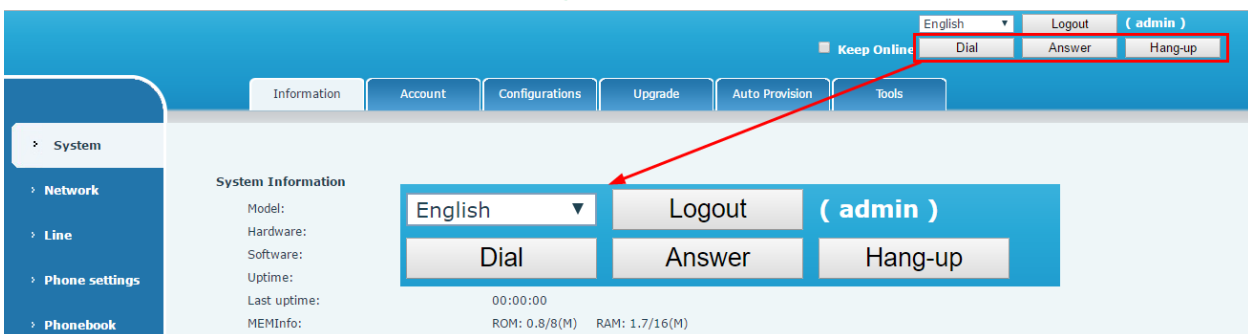 English Logout ( admin )
Keep Online Dial Answer Hang-up
Information Account Configurations Upgrade Auto Provision Tools
System
Network
Line
Phone settings
Phonebook
System Information
Model:
Hardware:
Software:
Uptime:
Last uptime: 00:00:00
MEMInfo: ROM: 0.8/8(M) RAM: 1.7/16(M)
English Logout ( admin )
Dial Answer Hang-up